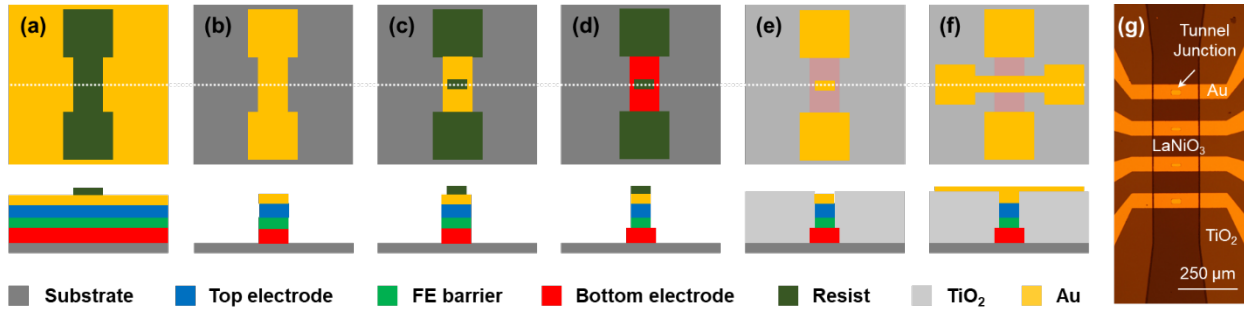 (a) (b) (c) (d) (e) (f) (g)
Tunnel
Junction
Au
LaNiO₃
TiO₂
250 µm
Substrate Top electrode FE barrier Bottom electrode Resist TiO₂ Au